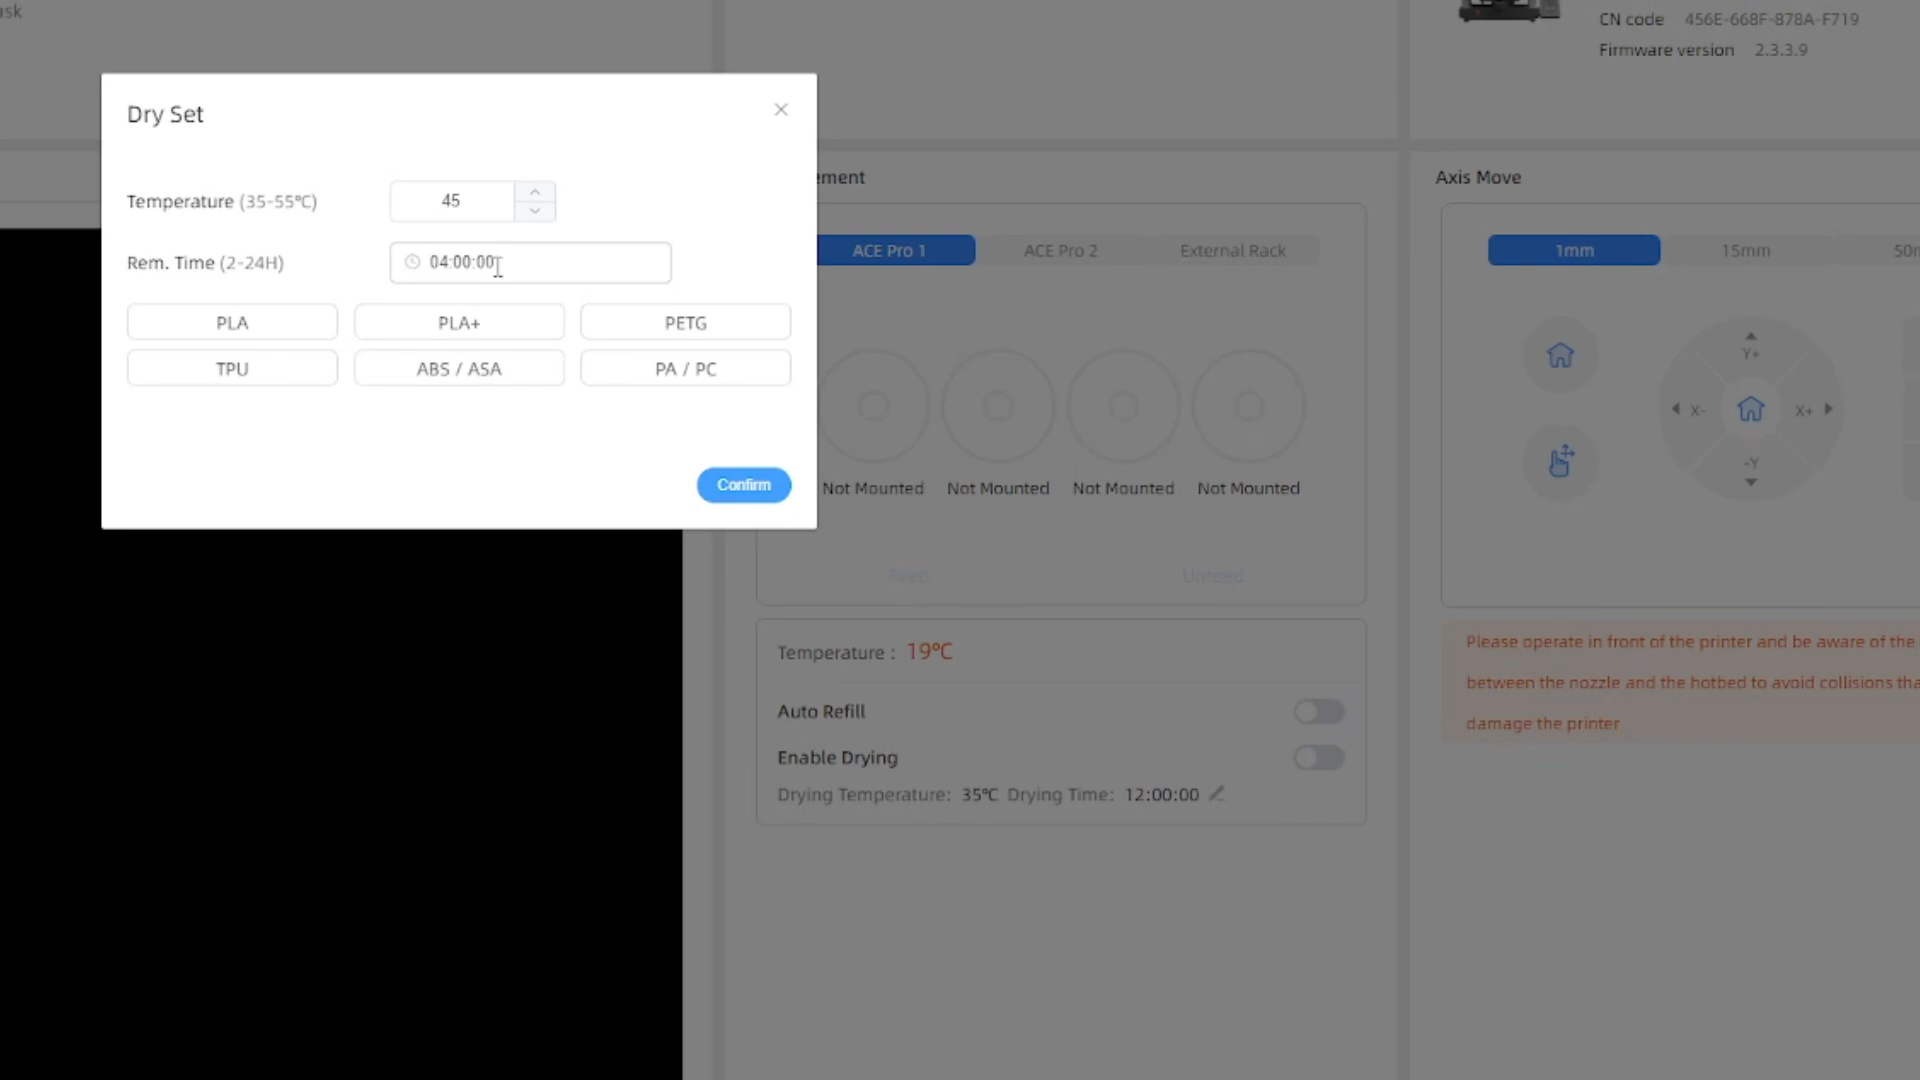 ask
CN code 456E-668F-878A-F719
Firmware version 2.3.3.9
Dry Set
Temperature (35-55℃)
45
Rem. Time (2-24H)
04:00:00
PLA
PLA+
PETG
TPU
ABS / ASA
PA / PC
Confirm
ement
ACE Pro 1
ACE Pro 2
External Rack
Not Mounted
Not Mounted
Not Mounted
Not Mounted
Feed
Unfeed
Temperature : 19℃
Auto Refill
Enable Drying
Drying Temperature: 35℃ Drying Time: 12:00:00
Axis Move
1mm
15mm
50m
Y+
X-
X+
-Y
Please operate in front of the printer and be aware of the
between the nozzle and the hotbed to avoid collisions tha
damage the printer